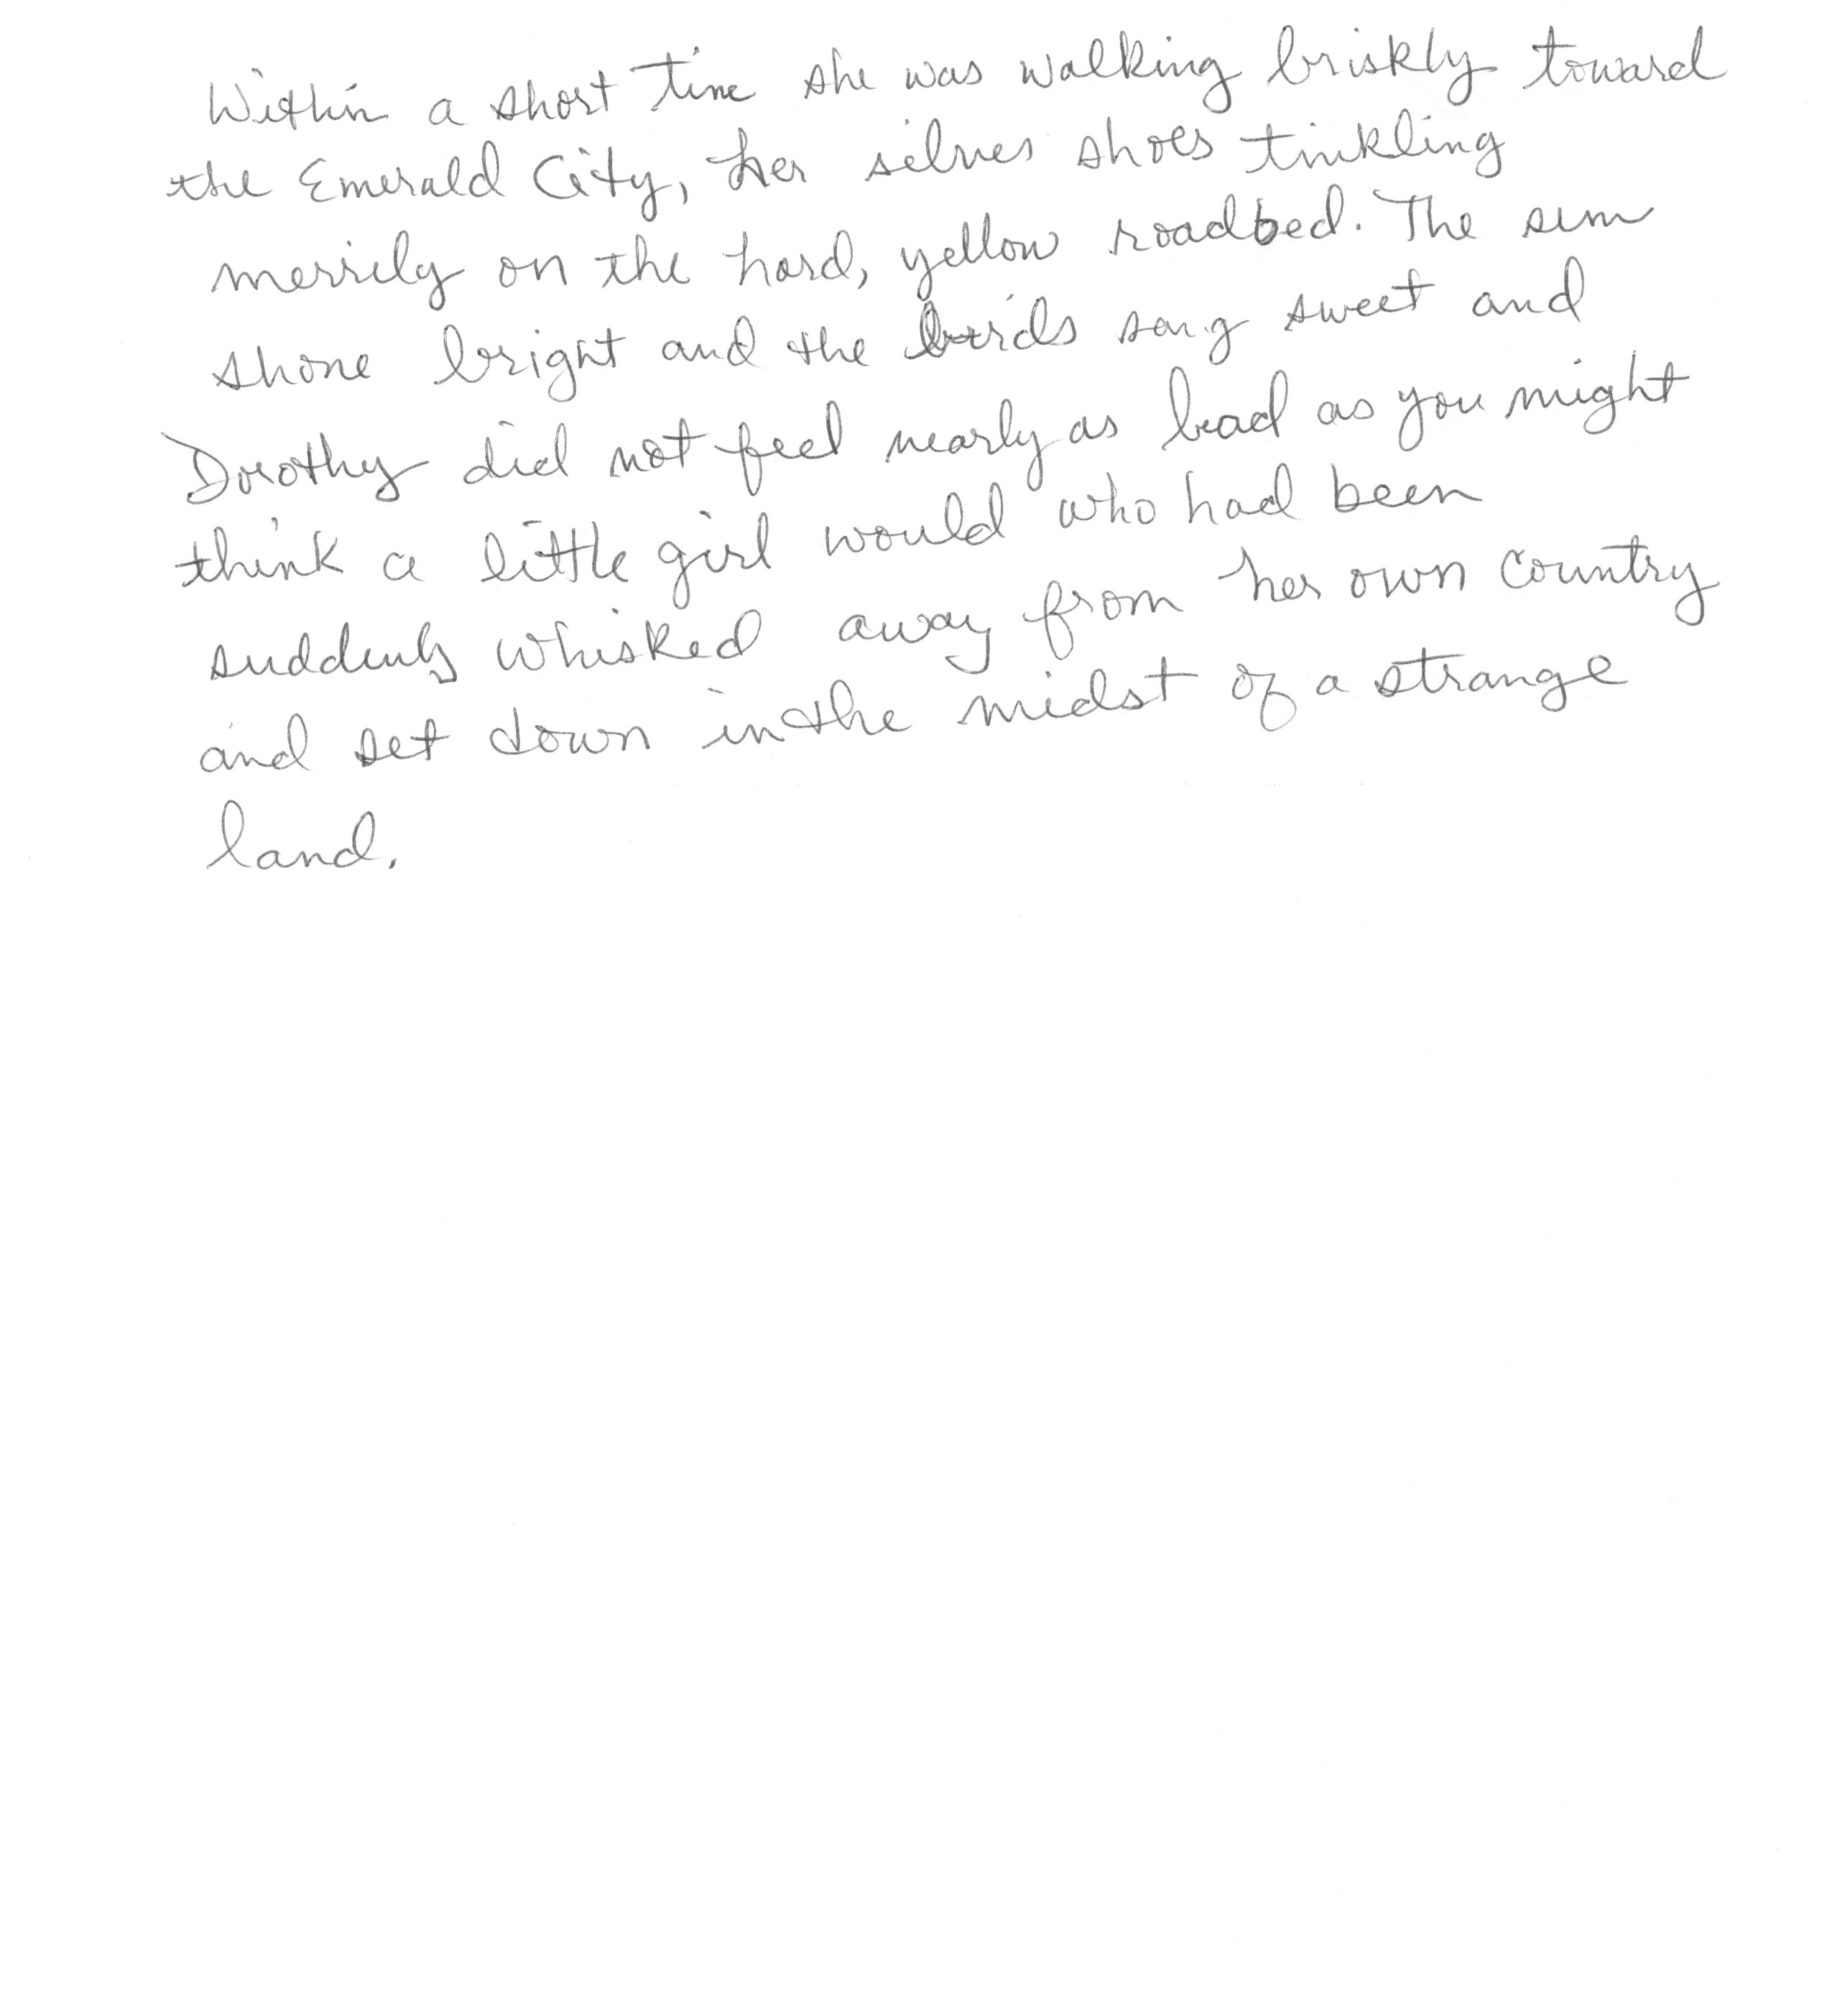 Within a short time she was walking briskly toward
the Emerald City, her silver shoes tinkling
merrily on the hard, yellow roadbed. The sun
shone bright and the birds sang sweet and
Dorothy did not feel nearly as bad as you might
think a little girl would who had been
suddenly whisked away from her own country
and set down in the midst of a strange
land.